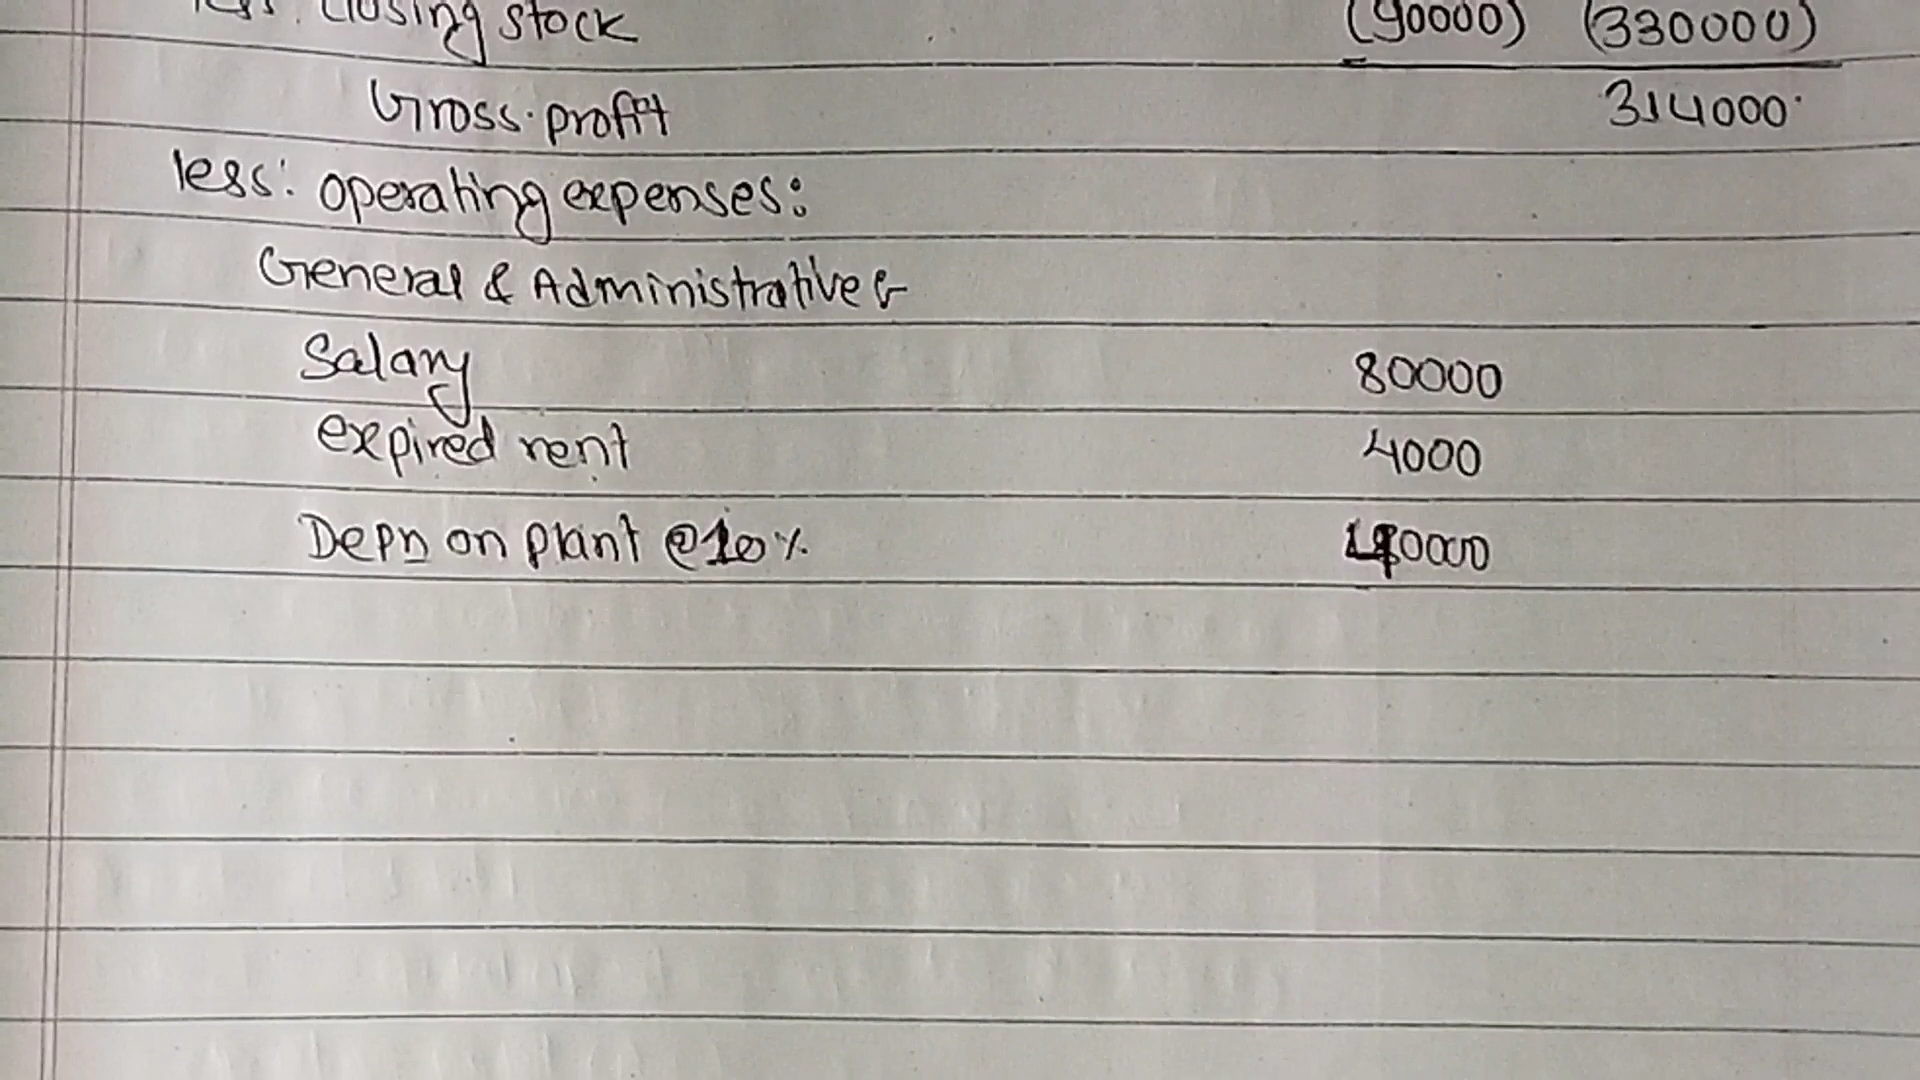 less: closing stock (90000) (330000)
Gross profit 314000
less: operating expenses:
General & Administrative:-
Salary 80000
expired rent 4000
Depn on plant @10%